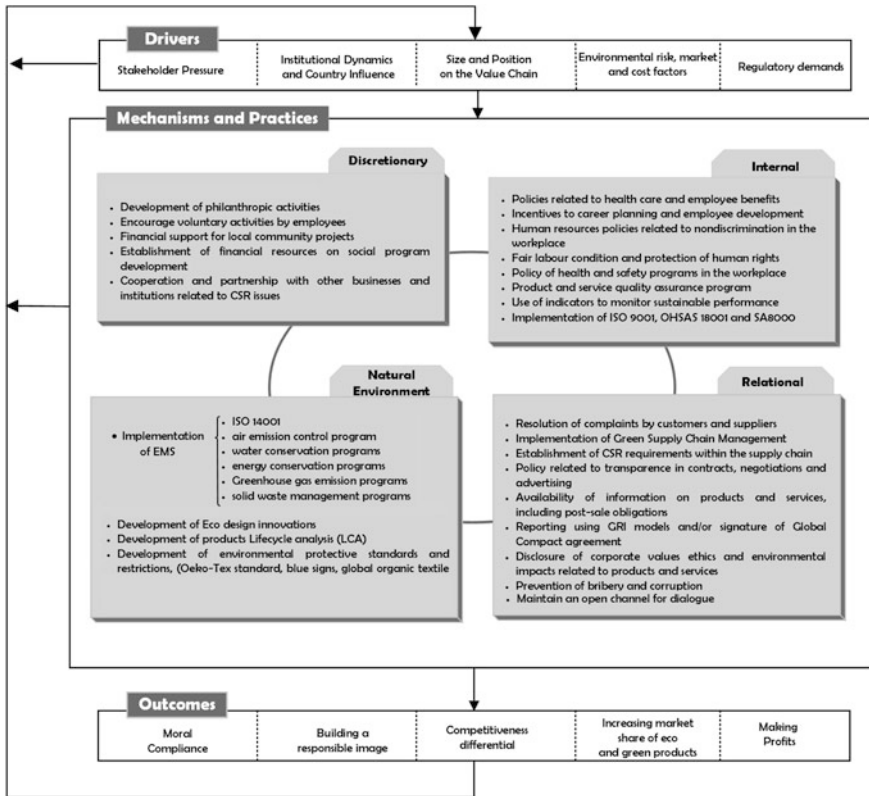 Drivers
Stakeholder Pressure
Institutional Dynamics
and Country Influence
Size and Position
on the Value Chain
Environmental risk, market
and cost factors
Regulatory demands
Mechanisms and Practices
Discretionary
• Development of philanthropic activities
• Encourage voluntary activities by employees
• Financial support for local community projects
• Establishment of financial resources on social program
development
• Cooperation and partnership with other businesses and
institutions related to CSR issues
Internal
• Policies related to health care and employee benefits
• Incentives to career planning and employee development
• Human resources policies related to nondiscrimination in the
workplace
• Fair labour condition and protection of human rights
• Policy of health and safety programs in the workplace
• Product and service quality assurance program
• Use of indicators to monitor sustainable performance
• Implementation of ISO 9001, OHSAS 18001 and SA8000
Natural
Environment
• Implementation
of EMS
• ISO 14001
• air emission control program
• water conservation programs
• energy conservation programs
• Greenhouse gas emission programs
• solid waste management programs
• Development of Eco design innovations
• Development of products Lifecycle analysis (LCA)
• Development of environmental protective standards and
restrictions, (Oeko-Tex standard, blue signs, global organic textile
Relational
• Resolution of complaints by customers and suppliers
• Implementation of Green Supply Chain Management
• Establishment of CSR requirements within the supply chain
• Policy related to transparence in contracts, negotiations and
advertising
• Availability of information on products and services,
including post-sale obligations
• Reporting using GRI models and/or signature of Global
Compact agreement
• Disclosure of corporate values ethics and environmental
impacts related to products and services
• Prevention of bribery and corruption
• Maintain an open channel for dialogue
Outcomes
Moral
Compliance
Building a
responsible image
Competitiveness
differential
Increasing market
share of eco
and green products
Making
Profits